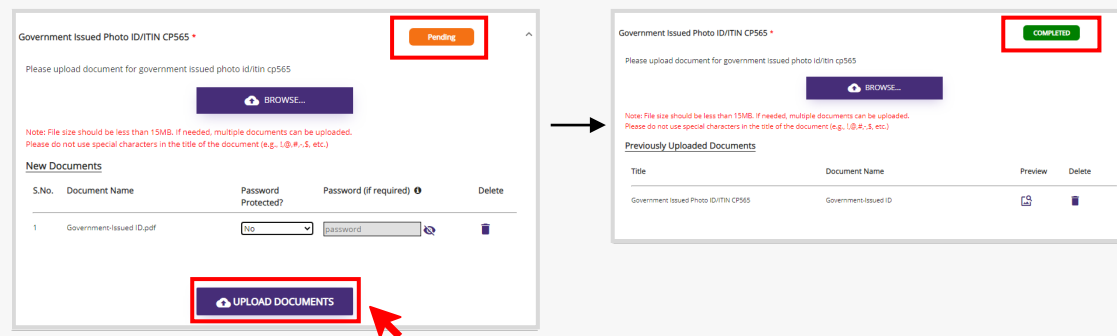 Government Issued Photo ID/ITIN CP565 *
Pending
Please upload document for government issued photo id/itin cp565
BROWSE...
Note: File size should be less than 15MB. If needed, multiple documents can be uploaded.
Please do not use special characters in the title of the document (e.g., !,@,#,-,$, etc.)
New Documents
S.No. Document Name Password Protected? Password (if required) Delete
1 Government-Issued ID.pdf No password
UPLOAD DOCUMENTS
Government Issued Photo ID/ITIN CP565 *
COMPLETED
Please upload document for government issued photo id/itin cp565
BROWSE...
Note: File size should be less than 15MB. If needed, multiple documents can be uploaded.
Please do not use special characters in the title of the document (e.g., !,@,#,-,$, etc.)
Previously Uploaded Documents
Title Document Name Preview Delete
Government Issued Photo ID/ITIN CP565 Government-Issued ID